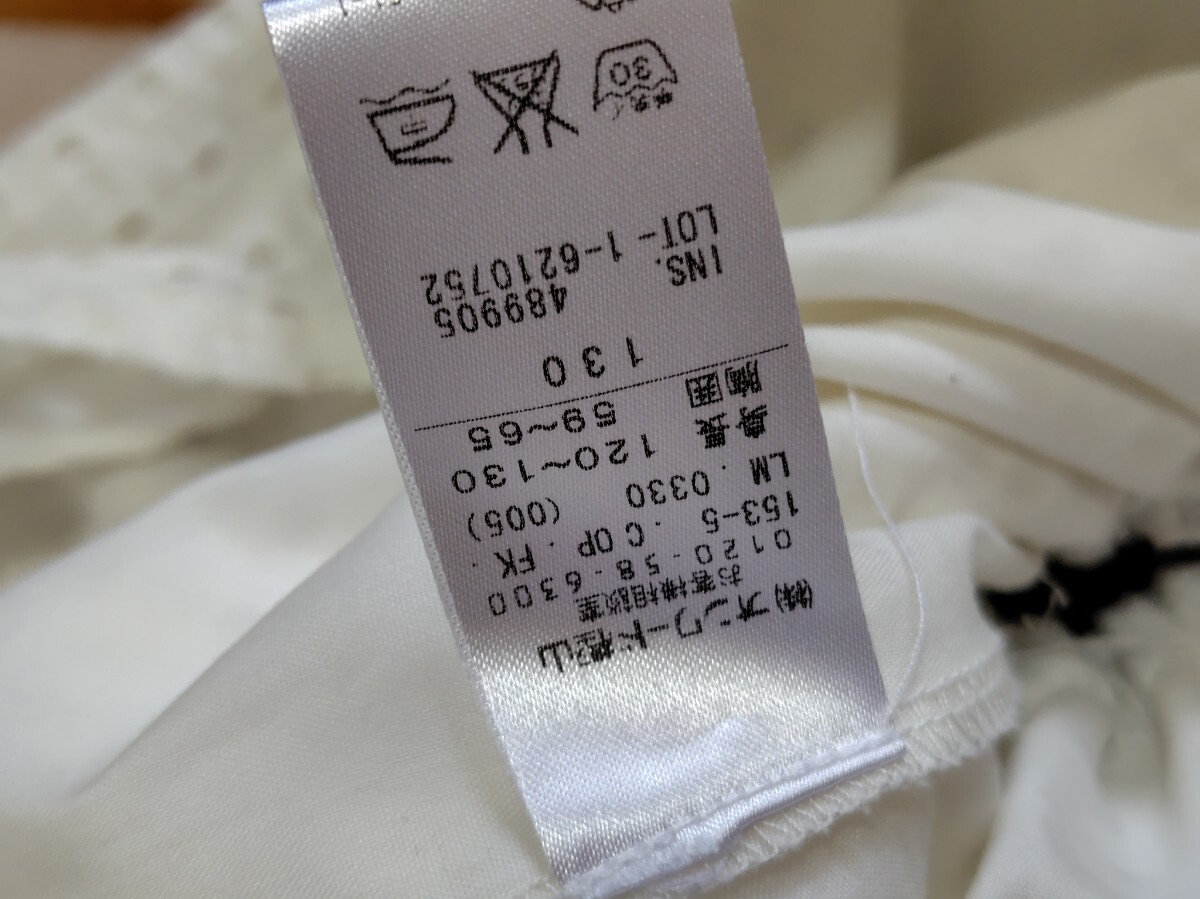 (株)オンワード樫山
お客様相談室
0120-58-6300
153-5 . COP . FK .
LM . 0330 (005)
身長 120~130
胸囲 59~65
130
INS. 489905
LOT-1-6210752
30